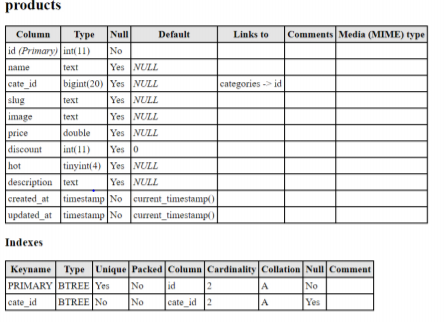 products
Column Type Null Default Links to Comments Media (MIME) type
id (Primary) int(11) No
name text Yes NULL
cate_id bigint(20) Yes NULL categories -> id
slug text Yes NULL
image text Yes NULL
price double Yes NULL
discount int(11) Yes 0
hot tinyint(4) Yes NULL
description text Yes NULL
created_at timestamp No current_timestamp()
updated_at timestamp No current_timestamp()
Indexes
Keyname Type Unique Packed Column Cardinality Collation Null Comment
PRIMARY BTREE Yes No id 2 A No
cate_id BTREE No No cate_id 2 A Yes